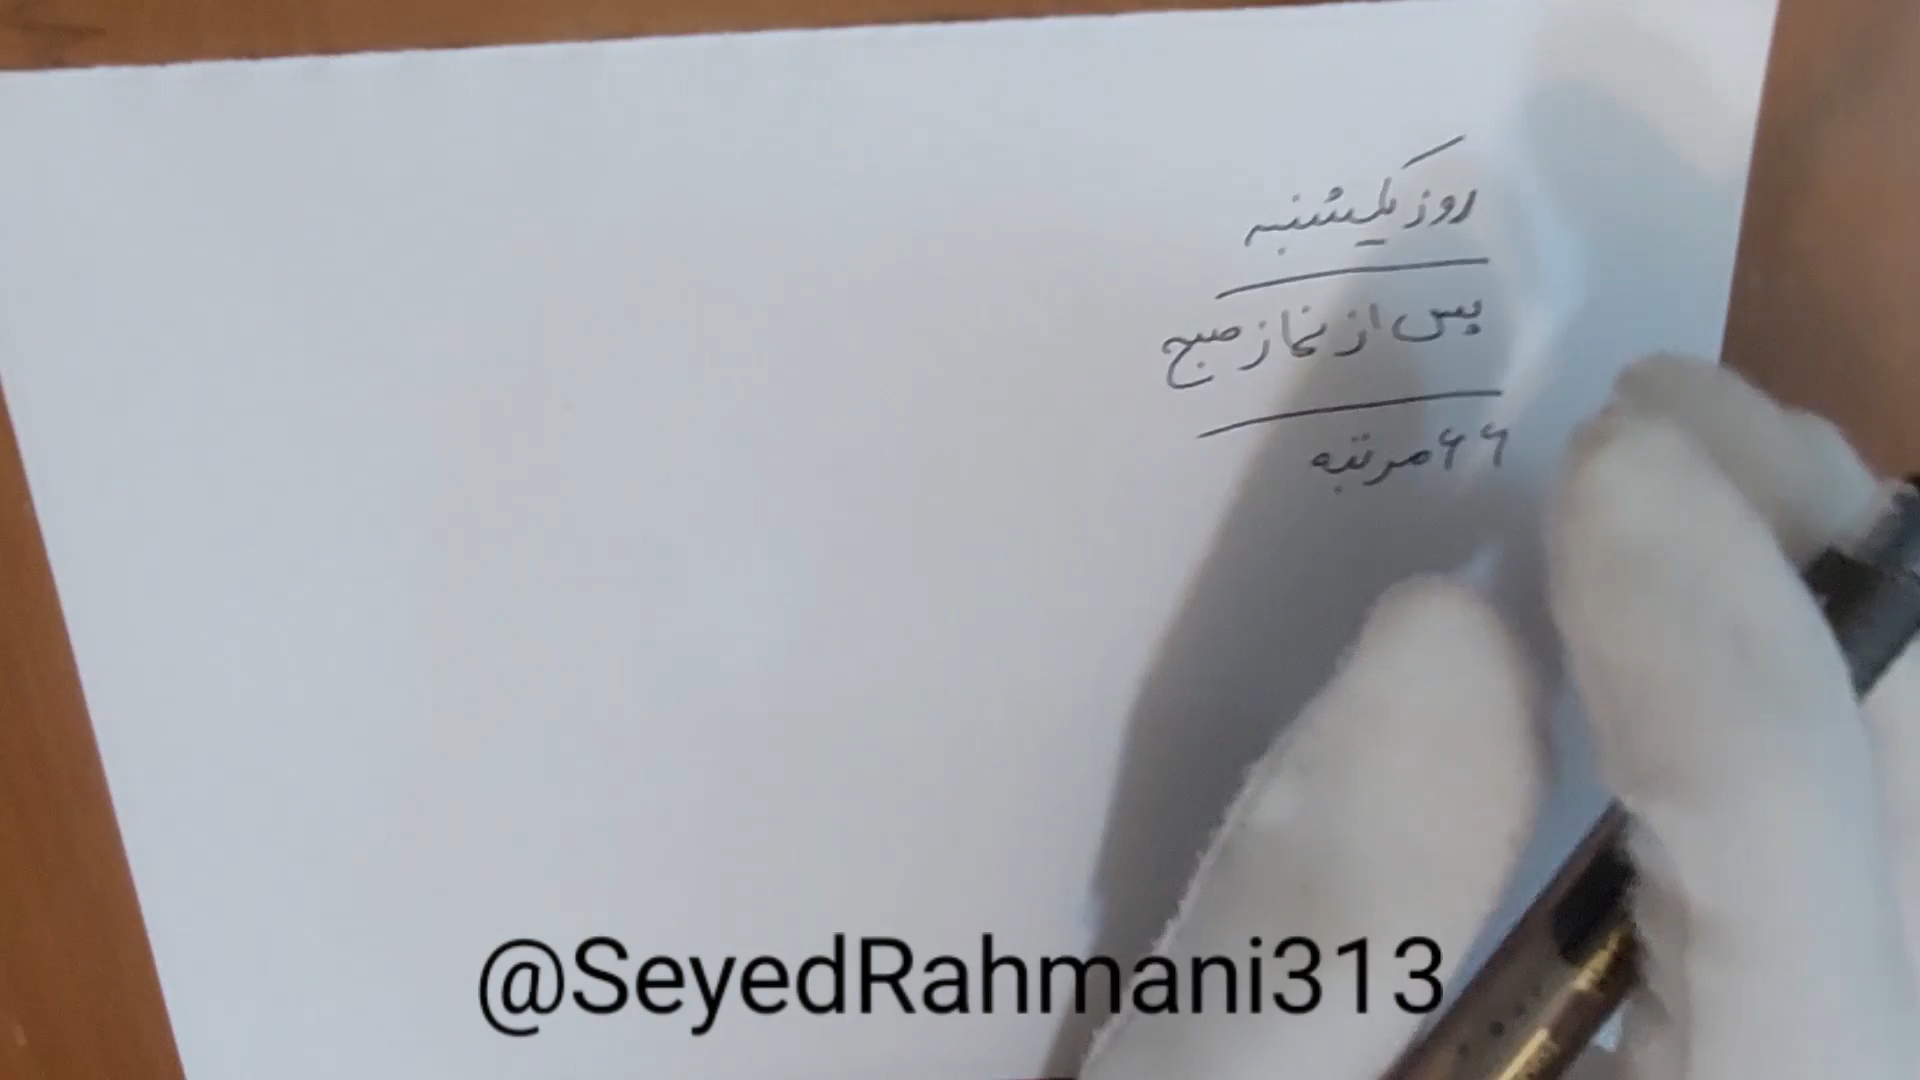 روز یکشنبه
پس از نماز صبح
۶۶ مرتبه
@SeyedRahmani313